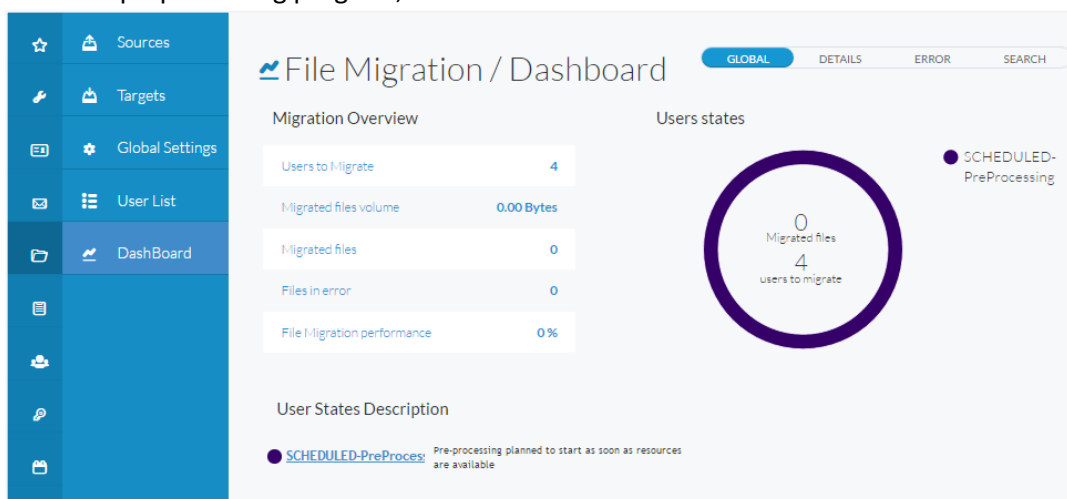 Sources
Targets
Global Settings
User List
DashBoard
File Migration / Dashboard
GLOBAL DETAILS ERROR SEARCH
Migration Overview
Users to Migrate 4
Migrated files volume 0.00 Bytes
Migrated files 0
Files in error 0
File Migration performance 0 %
Users states
0
Migrated files
4
users to migrate
SCHEDULED-
PreProcessing
User States Description
SCHEDULED-PreProces
Pre-processing planned to start as soon as resources
are available